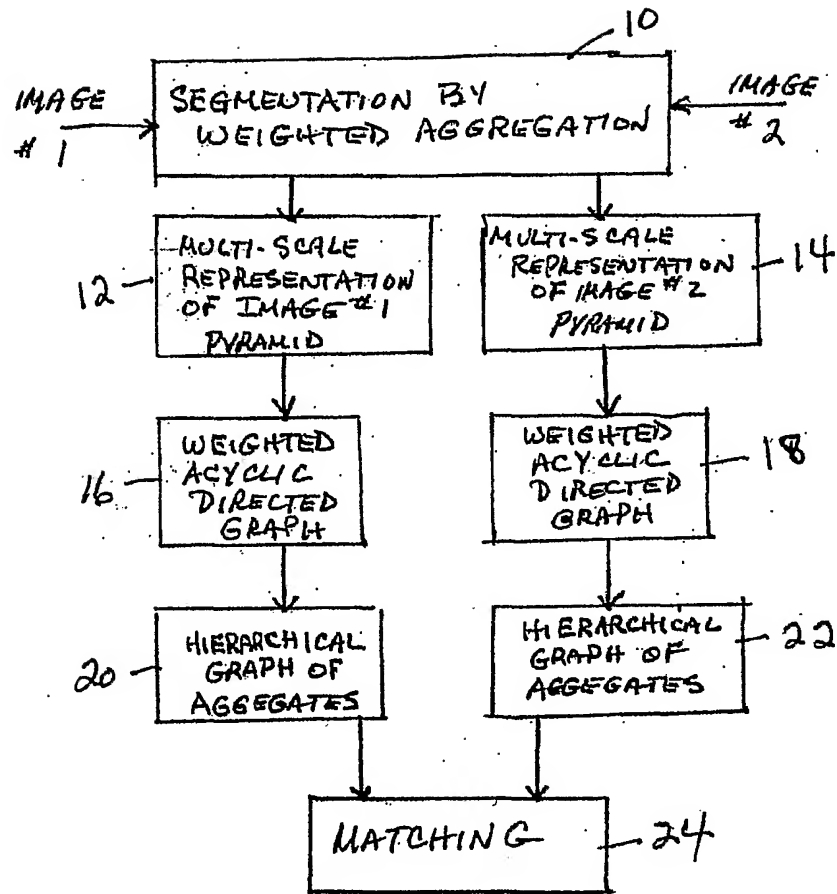 10
IMAGE
# 1
SEGMENTATION BY
WEIGHTED AGGREGATION
IMAGE
# 2
12
MULTI-SCALE
REPRESENTATION
OF IMAGE #1
PYRAMID
MULTI-SCALE
REPRESENTATION
OF IMAGE #2
PYRAMID
14
16
WEIGHTED
ACYCLIC
DIRECTED
GRAPH
WEIGHTED
ACYCLIC
DIRECTED
GRAPH
18
20
HIERARCHICAL
GRAPH OF
AGGEGATES
HIERARCHICAL
GRAPH OF
AGGEGATES
22
MATCHING
24